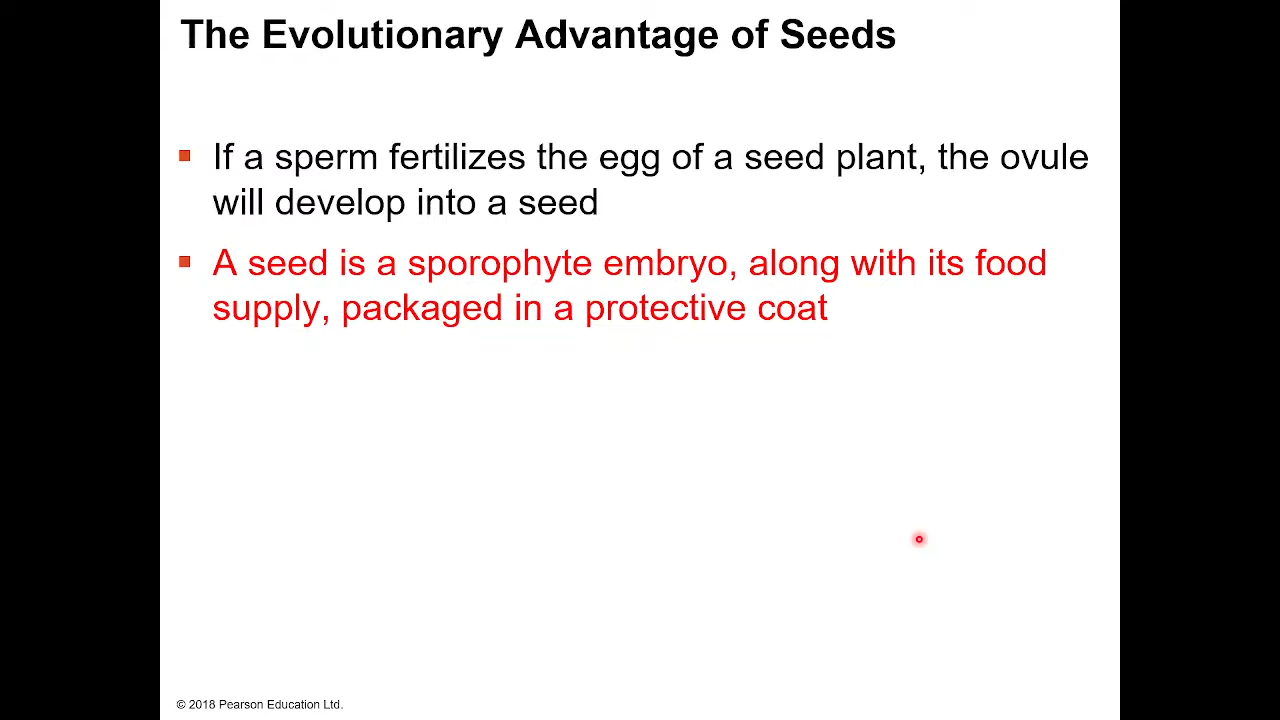 The Evolutionary Advantage of Seeds
If a sperm fertilizes the egg of a seed plant, the ovule
will develop into a seed
A seed is a sporophyte embryo, along with its food
supply, packaged in a protective coat
© 2018 Pearson Education Ltd.